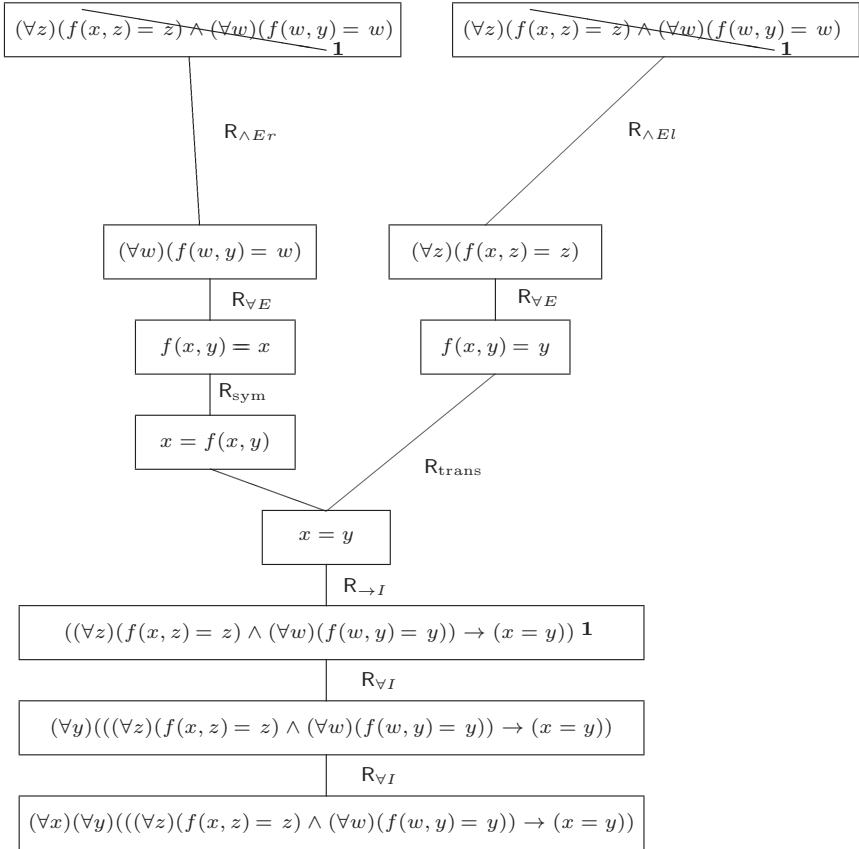 (∀z)(f(x, z) = z) ∧ (∀w)(f(w, y) = w) 1
(∀z)(f(x, z) = z) ∧ (∀w)(f(w, y) = w) 1
R∧Er
R∧El
(∀w)(f(w, y) = w)
(∀z)(f(x, z) = z)
R∀E
R∀E
f(x, y) = x
f(x, y) = y
Rsym
x = f(x, y)
Rtrans
x = y
R→I
((∀z)(f(x, z) = z) ∧ (∀w)(f(w, y) = y)) → (x = y)) 1
R∀I
(∀y)(((∀z)(f(x, z) = z) ∧ (∀w)(f(w, y) = y)) → (x = y))
R∀I
(∀x)(∀y)(((∀z)(f(x, z) = z) ∧ (∀w)(f(w, y) = y)) → (x = y))